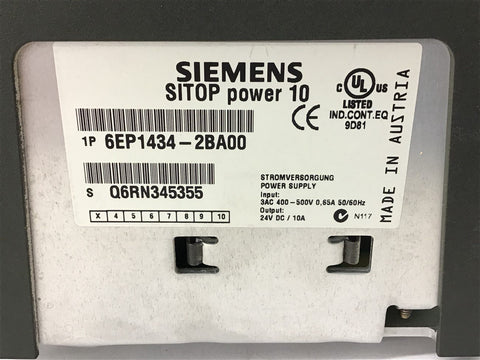 SIEMENS
SITOP power 10
1P 6EP1434-2BA00
S Q6RN345355
X 4 5 6 7 8 9 10
C UL US
LISTED
IND.CONT.EQ
9D81
CE
STROMVERSORGUNG
POWER SUPPLY
Input:
3AC 400-500V 0,65A 50/60Hz
Output:
24V DC / 10A
N117
MADE IN AUSTRIA